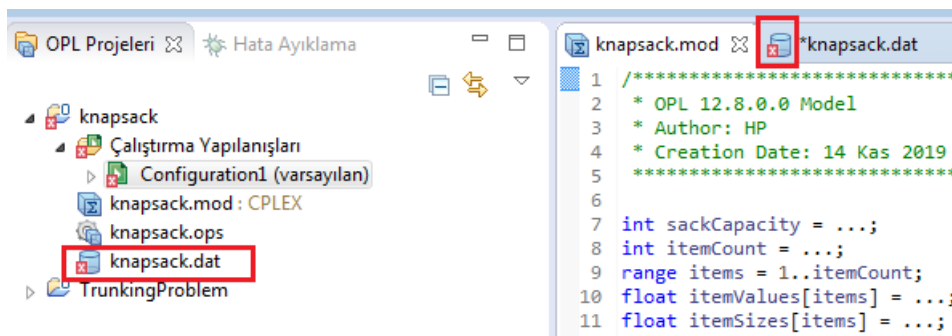 OPL Projeleri
Hata Ayıklama
knapsack
Çalıştırma Yapılanışları
Configuration1 (varsayılan)
knapsack.mod : CPLEX
knapsack.ops
knapsack.dat
TrunkingProblem
knapsack.mod
*knapsack.dat
1 /*****************************
2 * OPL 12.8.0.0 Model
3 * Author: HP
4 * Creation Date: 14 Kas 2019
5 *****************************
6
7 int sackCapacity = ...;
8 int itemCount = ...;
9 range items = 1..itemCount;
10 float itemValues[items] = ...;
11 float itemSizes[items] = ...;